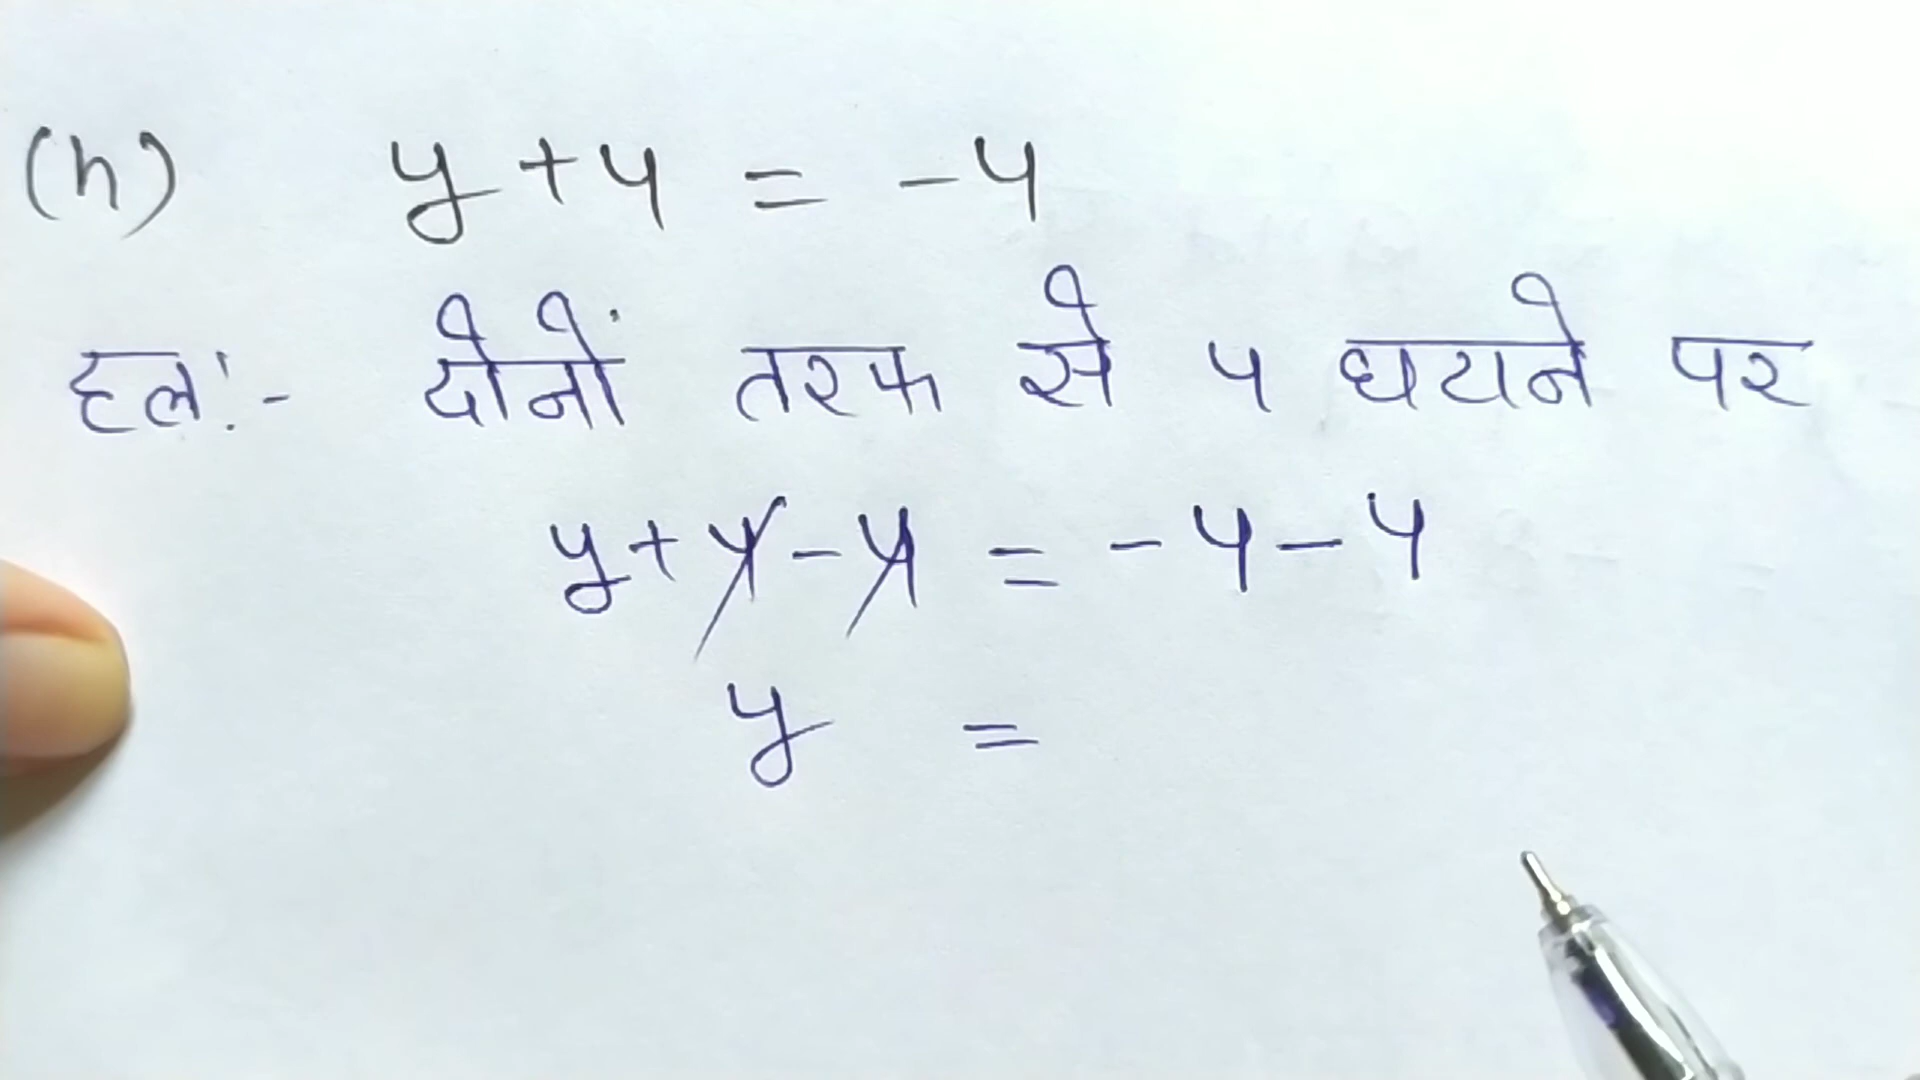 (h) y + 4 = - 4
हल:- दोनों तरफ से 4 घटाने पर
y + 4 - 4 = - 4 - 4
y =